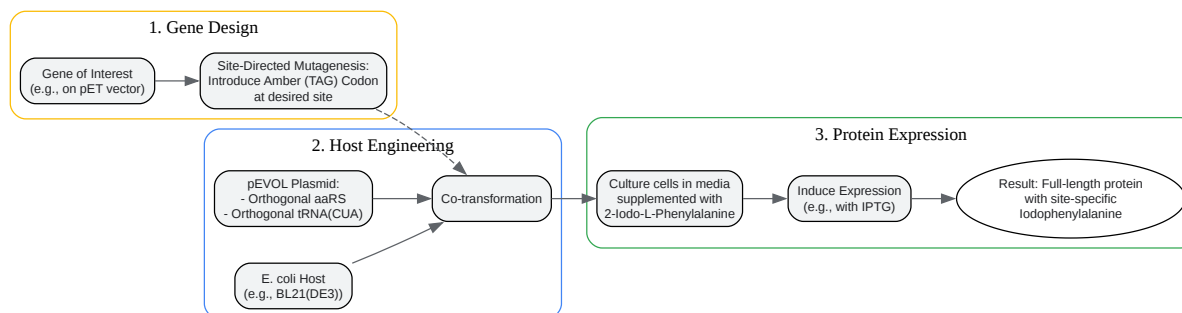 1. Gene Design
Gene of Interest
(e.g., on pET vector)
Site-Directed Mutagenesis:
Introduce Amber (TAG) Codon
at desired site
2. Host Engineering
pEVOL Plasmid:
- Orthogonal aaRS
- Orthogonal tRNA(CUA)
E. coli Host
(e.g., BL21(DE3))
Co-transformation
3. Protein Expression
Culture cells in media
supplemented with
2-Iodo-L-Phenylalanine
Induce Expression
(e.g., with IPTG)
Result: Full-length protein
with site-specific
Iodophenylalanine